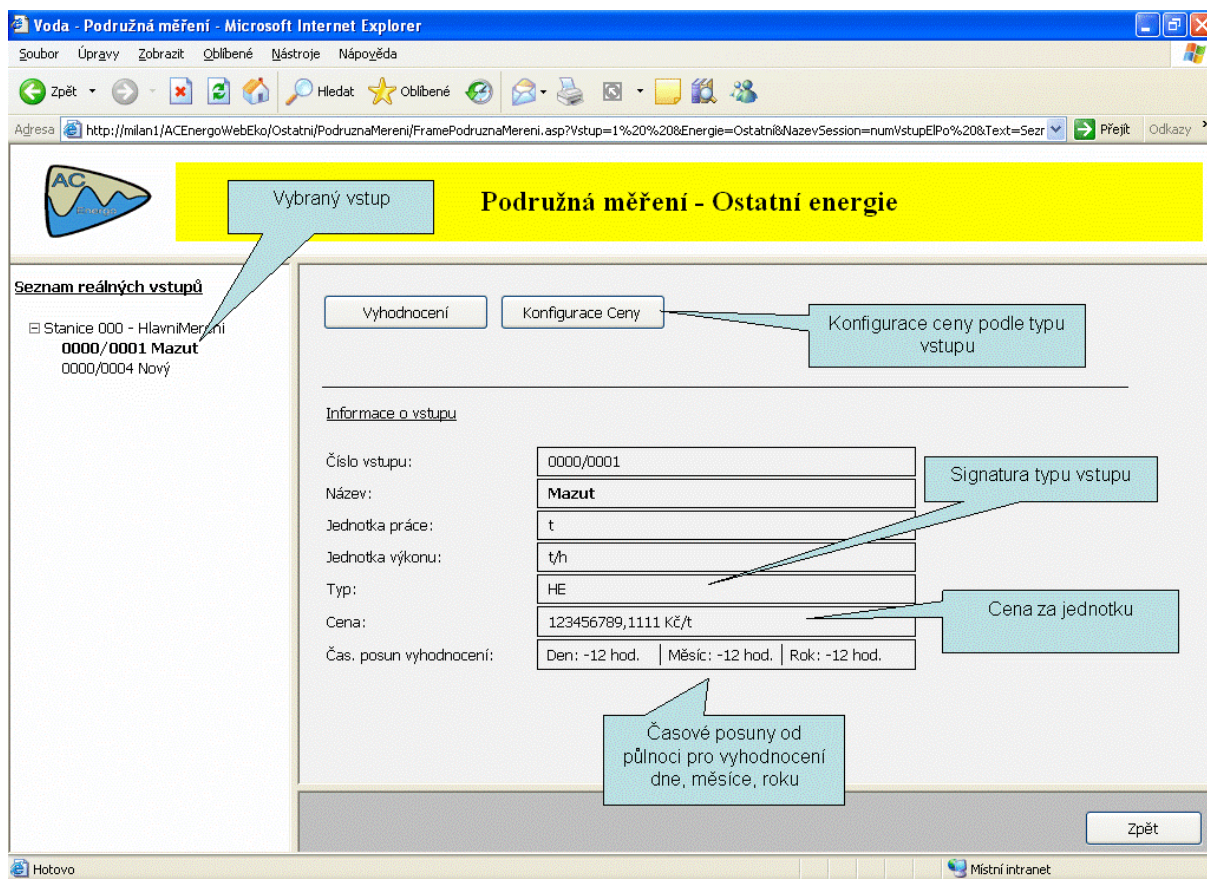 Voda - Podružná měření - Microsoft Internet Explorer
Soubor Úpravy Zobrazit Oblíbené Nástroje Nápověda
Zpět Hledat Oblíbené
Adresa http://milan1/ACEnergoWebEko/Ostatni/PodruznaMereni/FramePodruznaMereni.asp?Vstup=1%20%20&Energie=Ostatni&NazevSession=numVstupElPo%20&Text=Sezr Přejít Odkazy
AC
Energo
Vybraný vstup
Podružná měření - Ostatní energie
Seznam reálných vstupů
Stanice 000 - HlavniMereni
0000/0001 Mazut
0000/0004 Nový
Vyhodnocení Konfigurace Ceny
Konfigurace ceny podle typu
vstupu
Informace o vstupu
Číslo vstupu: 0000/0001
Signatura typu vstupu
Název: Mazut
Jednotka práce: t
Jednotka výkonu: t/h
Typ: HE
Cena za jednotku
Cena: 123456789,1111 Kč/t
Čas. posun vyhodnocení: Den: -12 hod. Měsíc: -12 hod. Rok: -12 hod.
Časové posuny od
půlnoci pro vyhodnocení
dne, měsíce, roku
Zpět
Hotovo Místní intranet